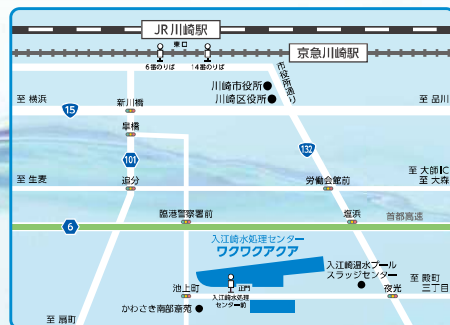 JR川崎駅
東口
京急川崎駅
6番のりば
14番のりば
市役所通り
川崎市役所
川崎区役所
至 横浜
新川橋
至 品川
15
皐橋
132
101
至 大師IC
至 大森
至 生麦
追分
労働会館前
臨港警察署前
塩浜
首都高速
6
入江崎水処理センター
ワクワクアクア
入江崎温水プール
スラッジセンター
正門
至 殿町
三丁目
池上町
入江崎水処理
センター前
夜光
かわさき南部斎苑
至 扇町